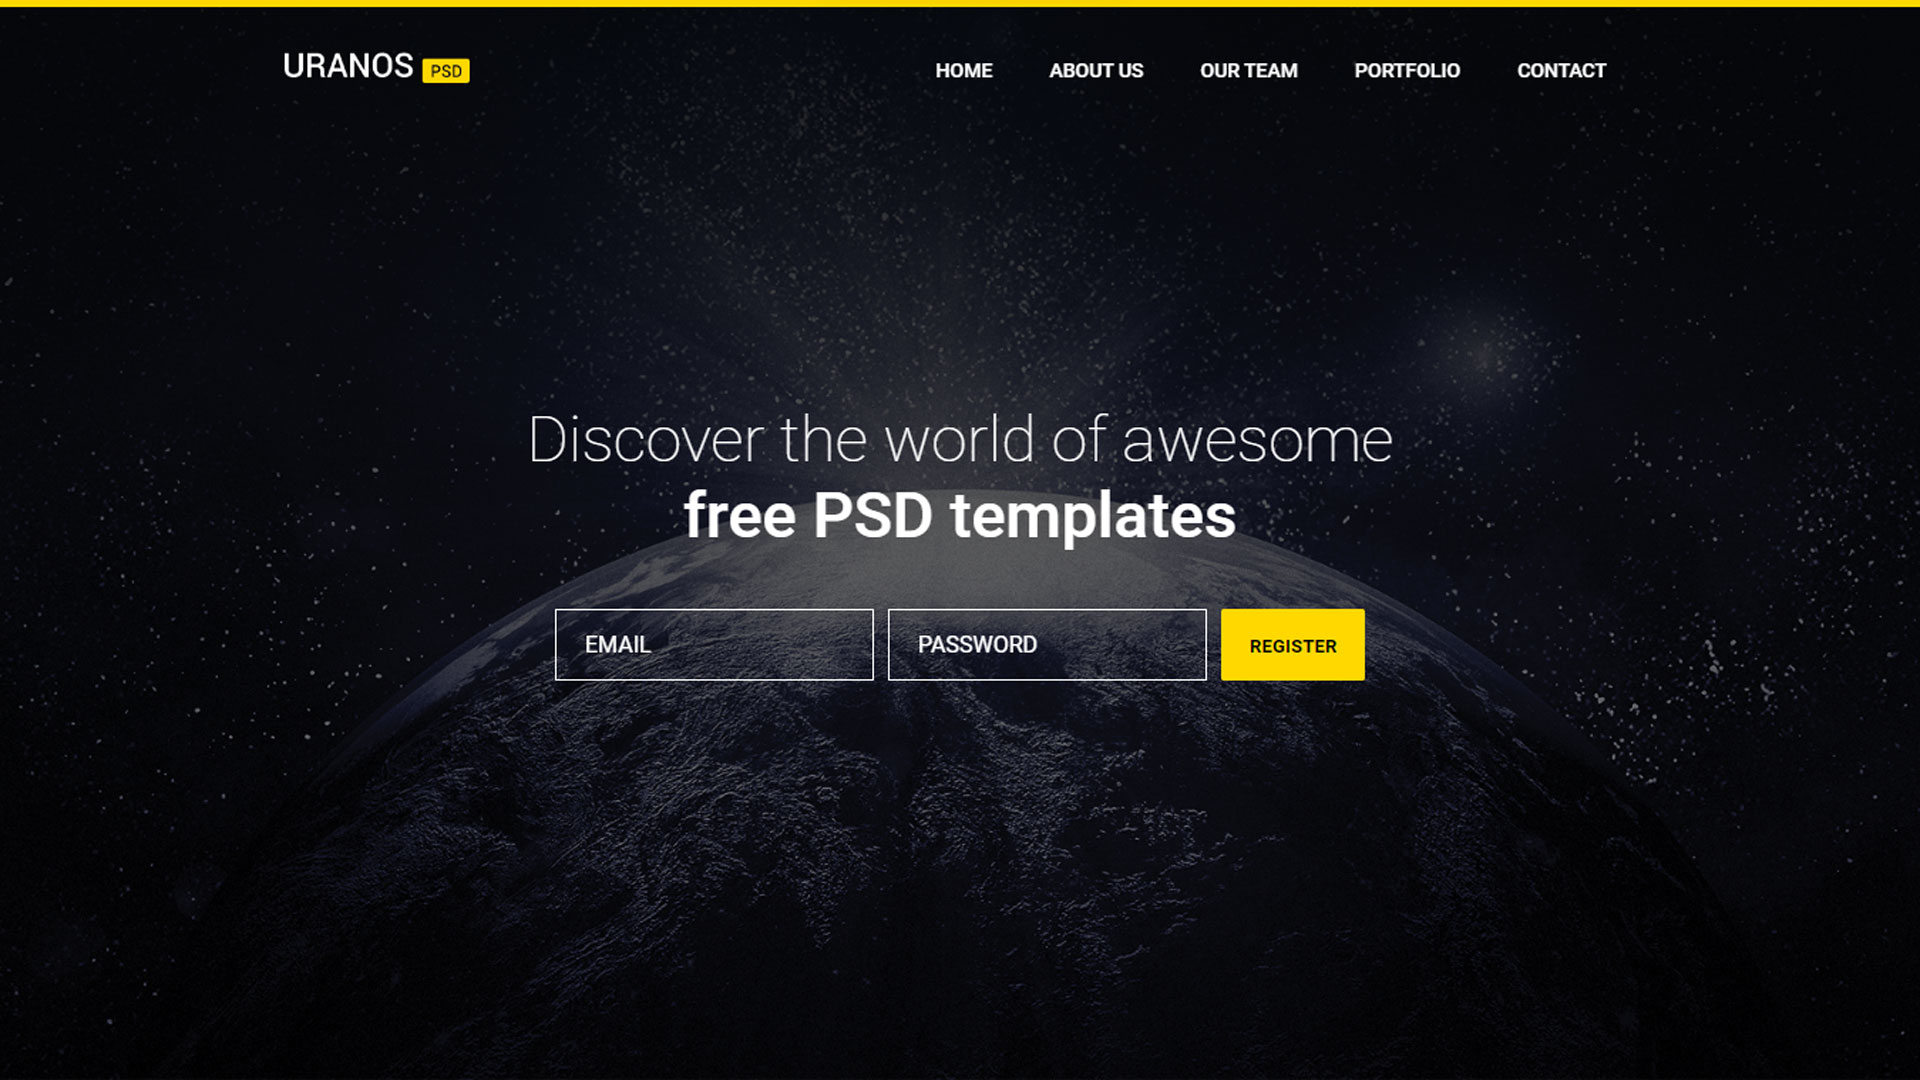 URANOS PSD
HOME ABOUT US OUR TEAM PORTFOLIO CONTACT
Discover the world of awesome
free PSD templates
EMAIL PASSWORD REGISTER